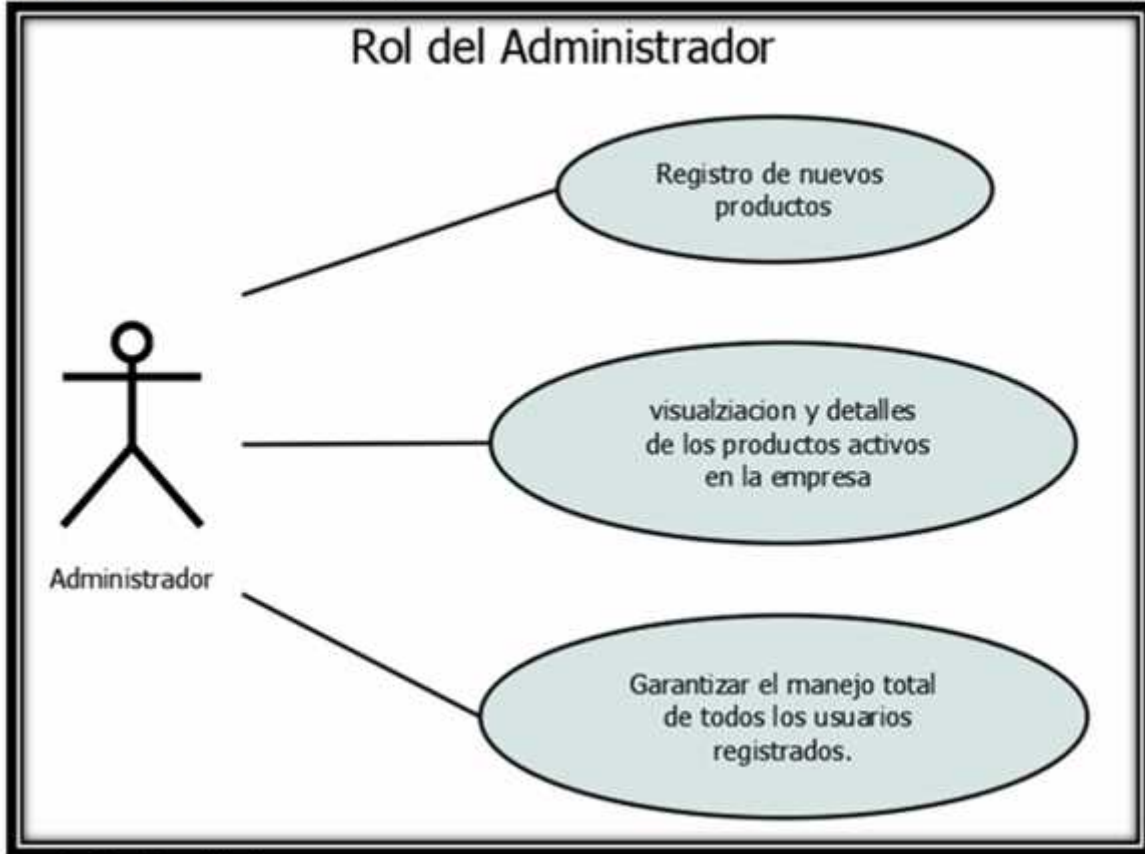 Rol del Administrador
Registro de nuevos
productos
visualziacion y detalles
de los productos activos
en la empresa
Administrador
Garantizar el manejo total
de todos los usuarios
registrados.